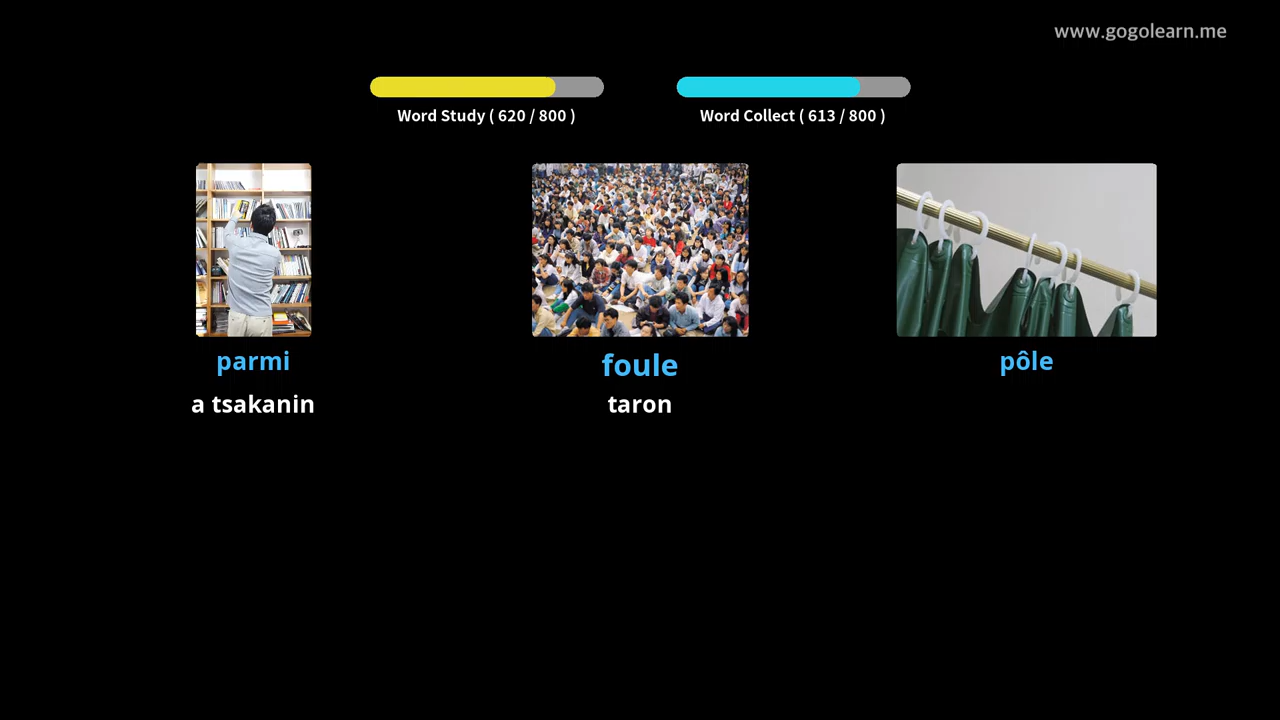 www.gogolearn.me
Word Study ( 620 / 800 )
Word Collect ( 613 / 800 )
parmi
foule
pôle
a tsakanin
taron